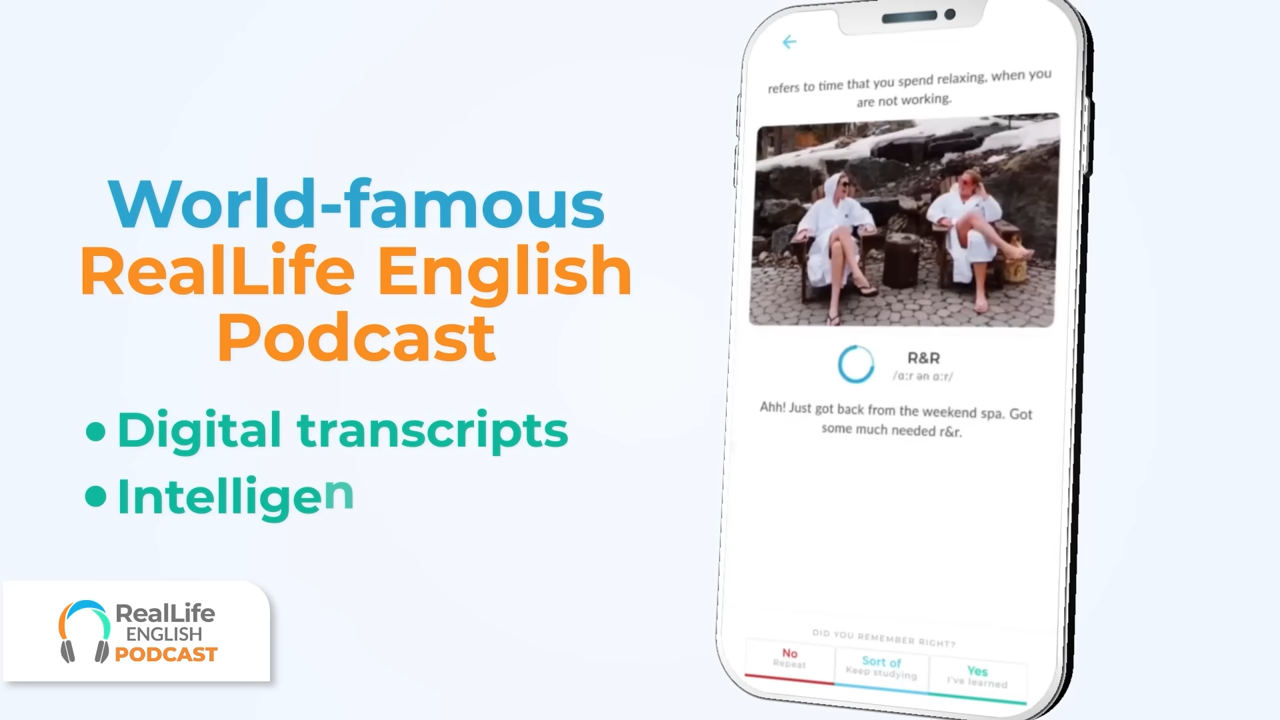 World-famous
RealLife English
Podcast
• Digital transcripts
• Intelligen
RealLife
ENGLISH
PODCAST
refers to time that you spend relaxing, when you
are not working.
R&R
/ɑːr ən ɑːr/
Ahh! Just got back from the weekend spa. Got
some much needed r&r.
DID YOU REMEMBER RIGHT?
No
Repeat
Sort of
Keep studying
Yes
I've learned